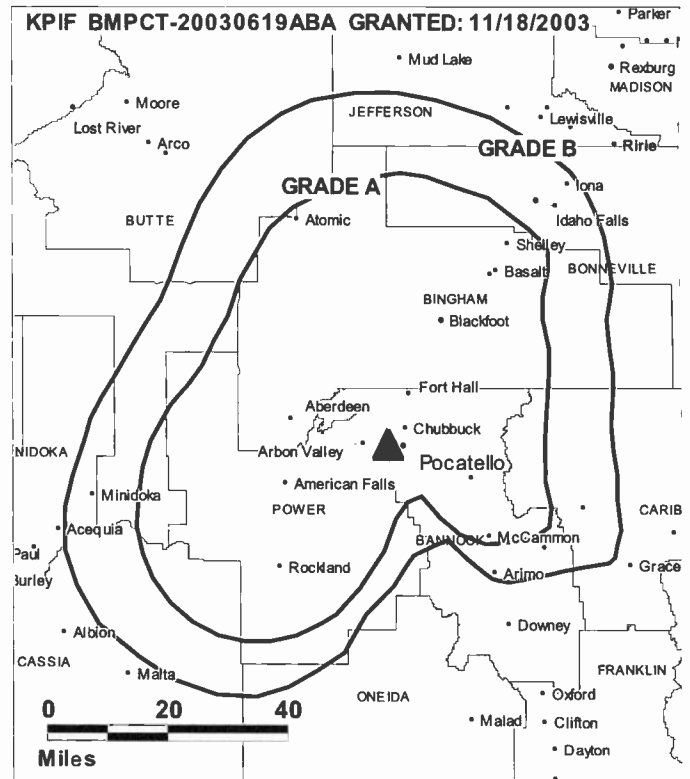 KPIF BMPCT-20030619ABA GRANTED: 11/18/2003
Parker
Mud Lake
Rexburg
MADISON
Moore
JEFFERSON
Lewisville
Lost River
Arco
GRADE B
Ririe
GRADE A
Iona
BUTTE
Atomic
Idaho Falls
Shelley
Basalt
BONNEVILLE
BINGHAM
Blackfoot
Fort Hall
Aberdeen
Chubbuck
NIDOKA
Arbon Valley
Pocatello
American Falls
Minidoka
POWER
CARIB
Acequia
BANNOCK
McCammon
Paul
Burley
Rockland
Arimo
Grace
Albion
Downey
CASSIA
Malta
FRANKLIN
ONEIDA
Oxford
0 20 40
Malad
Clifton
Miles
Dayton